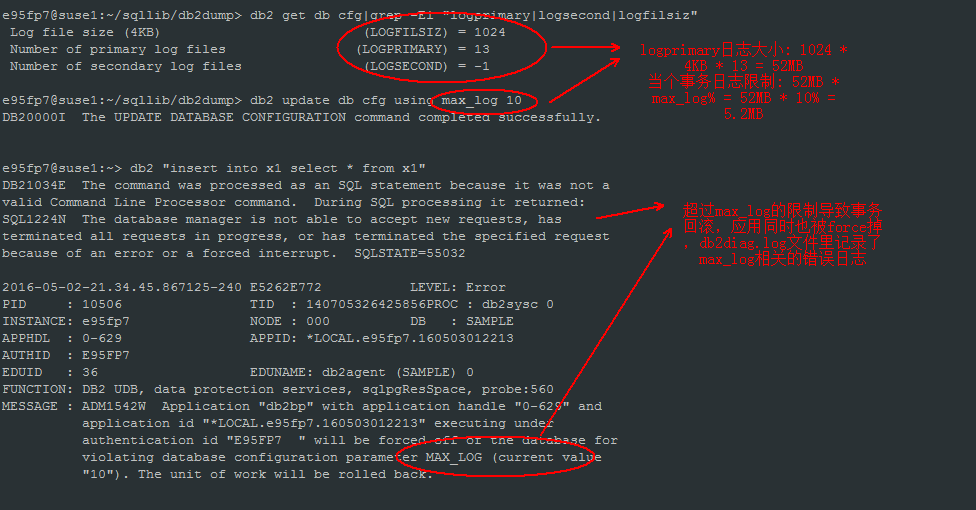 e95fp7@suse1:~/sqllib/db2dump> db2 get db cfg|grep -Ei "logprimary|logsecond|logfilsiz"
Log file size (4KB) (LOGFILSIZ) = 1024
Number of primary log files (LOGPRIMARY) = 13
Number of secondary log files (LOGSECOND) = -1
logprimary日志大小: 1024 *
4KB * 13 = 52MB
当个事务日志限制: 52MB *
max_log% = 52MB * 10% =
5.2MB
e95fp7@suse1:~/sqllib/db2dump> db2 update db cfg using max_log 10
DB20000I The UPDATE DATABASE CONFIGURATION command completed successfully.
e95fp7@suse1:~> db2 "insert into x1 select * from x1"
DB21034E The command was processed as an SQL statement because it was not a
valid Command Line Processor command. During SQL processing it returned:
SQL1224N The database manager is not able to accept new requests, has
terminated all requests in progress, or has terminated the specified request
because of an error or a forced interrupt. SQLSTATE=55032
超过max_log的限制导致事务
回滚，应用同时也被force掉
，db2diag.log文件里记录了
max_log相关的错误日志
2016-05-02-21.34.45.867125-240 E5262E772 LEVEL: Error
PID : 10506 TID : 140705326425856PROC : db2sysc 0
INSTANCE: e95fp7 NODE : 000 DB : SAMPLE
APPHDL : 0-629 APPID: *LOCAL.e95fp7.160503012213
AUTHID : E95FP7
EDUID : 36 EDUNAME: db2agent (SAMPLE) 0
FUNCTION: DB2 UDB, data protection services, sqlpgResSpace, probe:560
MESSAGE : ADM1542W Application "db2bp" with application handle "0-629" and
application id "*LOCAL.e95fp7.160503012213" executing under
authentication id "E95FP7 " will be forced off of the database for
violating database configuration parameter MAX_LOG (current value
"10"). The unit of work will be rolled back.